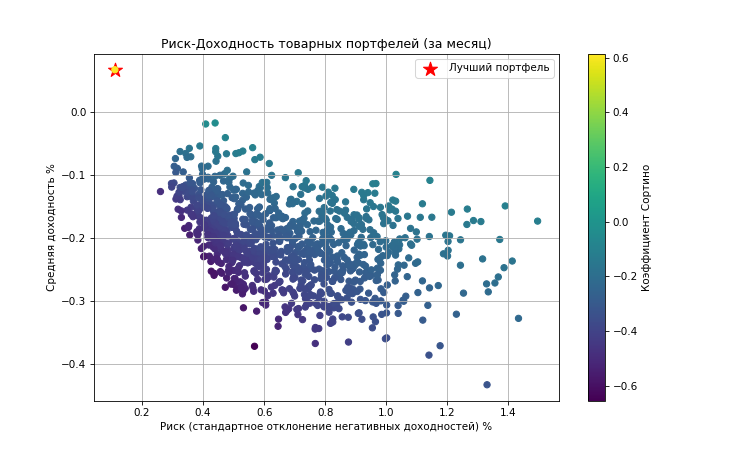 Риск-Доходность товарных портфелей (за месяц)
Лучший портфель
Средняя доходность %
0.0
−0.1
−0.2
−0.3
−0.4
0.2 0.4 0.6 0.8 1.0 1.2 1.4
Риск (стандартное отклонение негативных доходностей) %
0.6
0.4
0.2
0.0
−0.2
−0.4
−0.6
Коэффициент Сортино